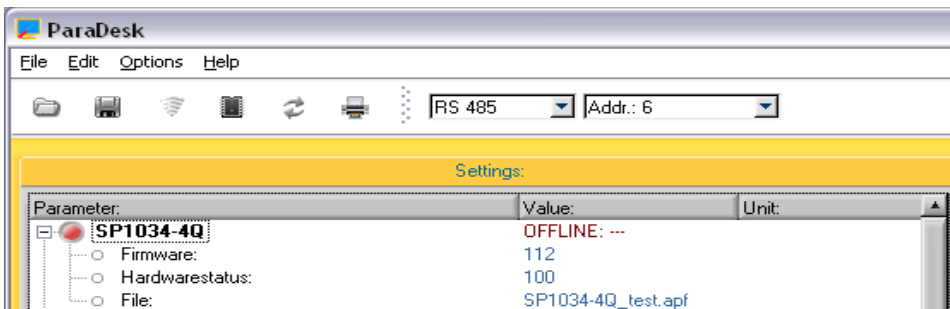 ParaDesk
File Edit Options Help
RS 485 Addr.: 6
Settings:
Parameter: Value: Unit:
SP1034-4Q OFFLINE: ---
Firmware: 112
Hardwarestatus: 100
File: SP1034-4Q_test.apf